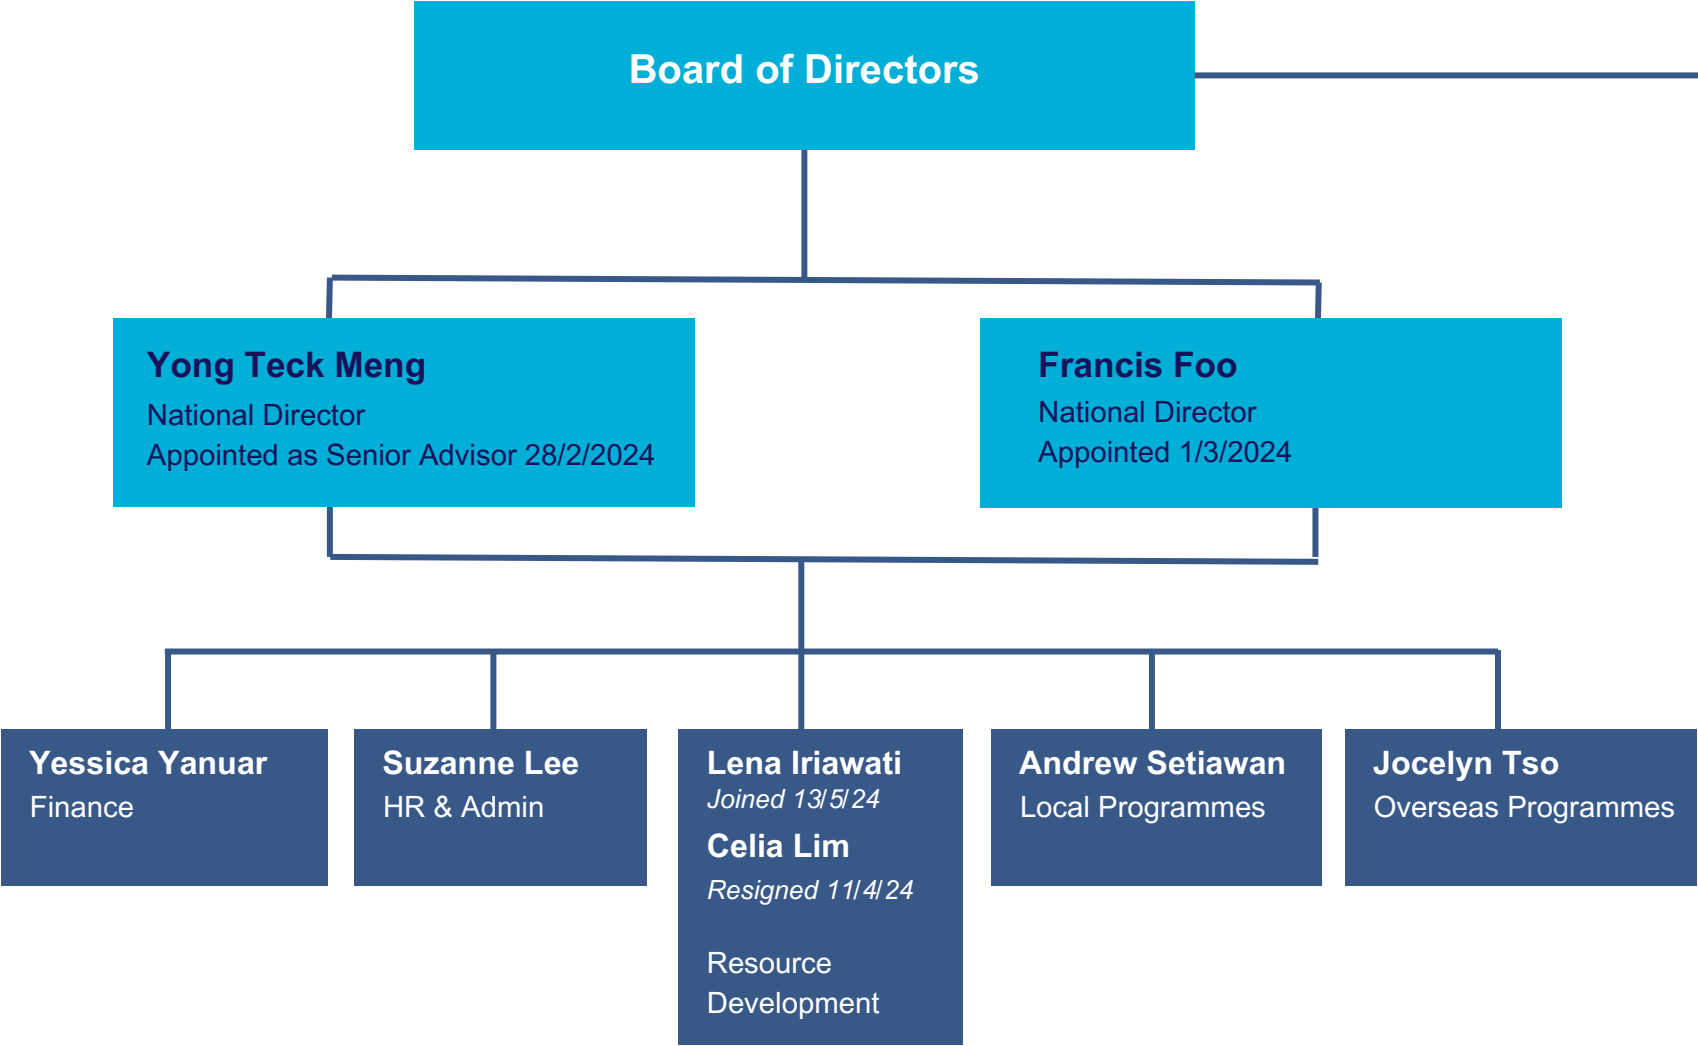 Board of Directors
Yong Teck Meng
National Director
Appointed as Senior Advisor 28/2/2024
Francis Foo
National Director
Appointed 1/3/2024
Yessica Yanuar
Finance
Suzanne Lee
HR & Admin
Lena Iriawati
Joined 13/5/24
Celia Lim
Resigned 11/4/24
Resource
Development
Andrew Setiawan
Local Programmes
Jocelyn Tso
Overseas Programmes